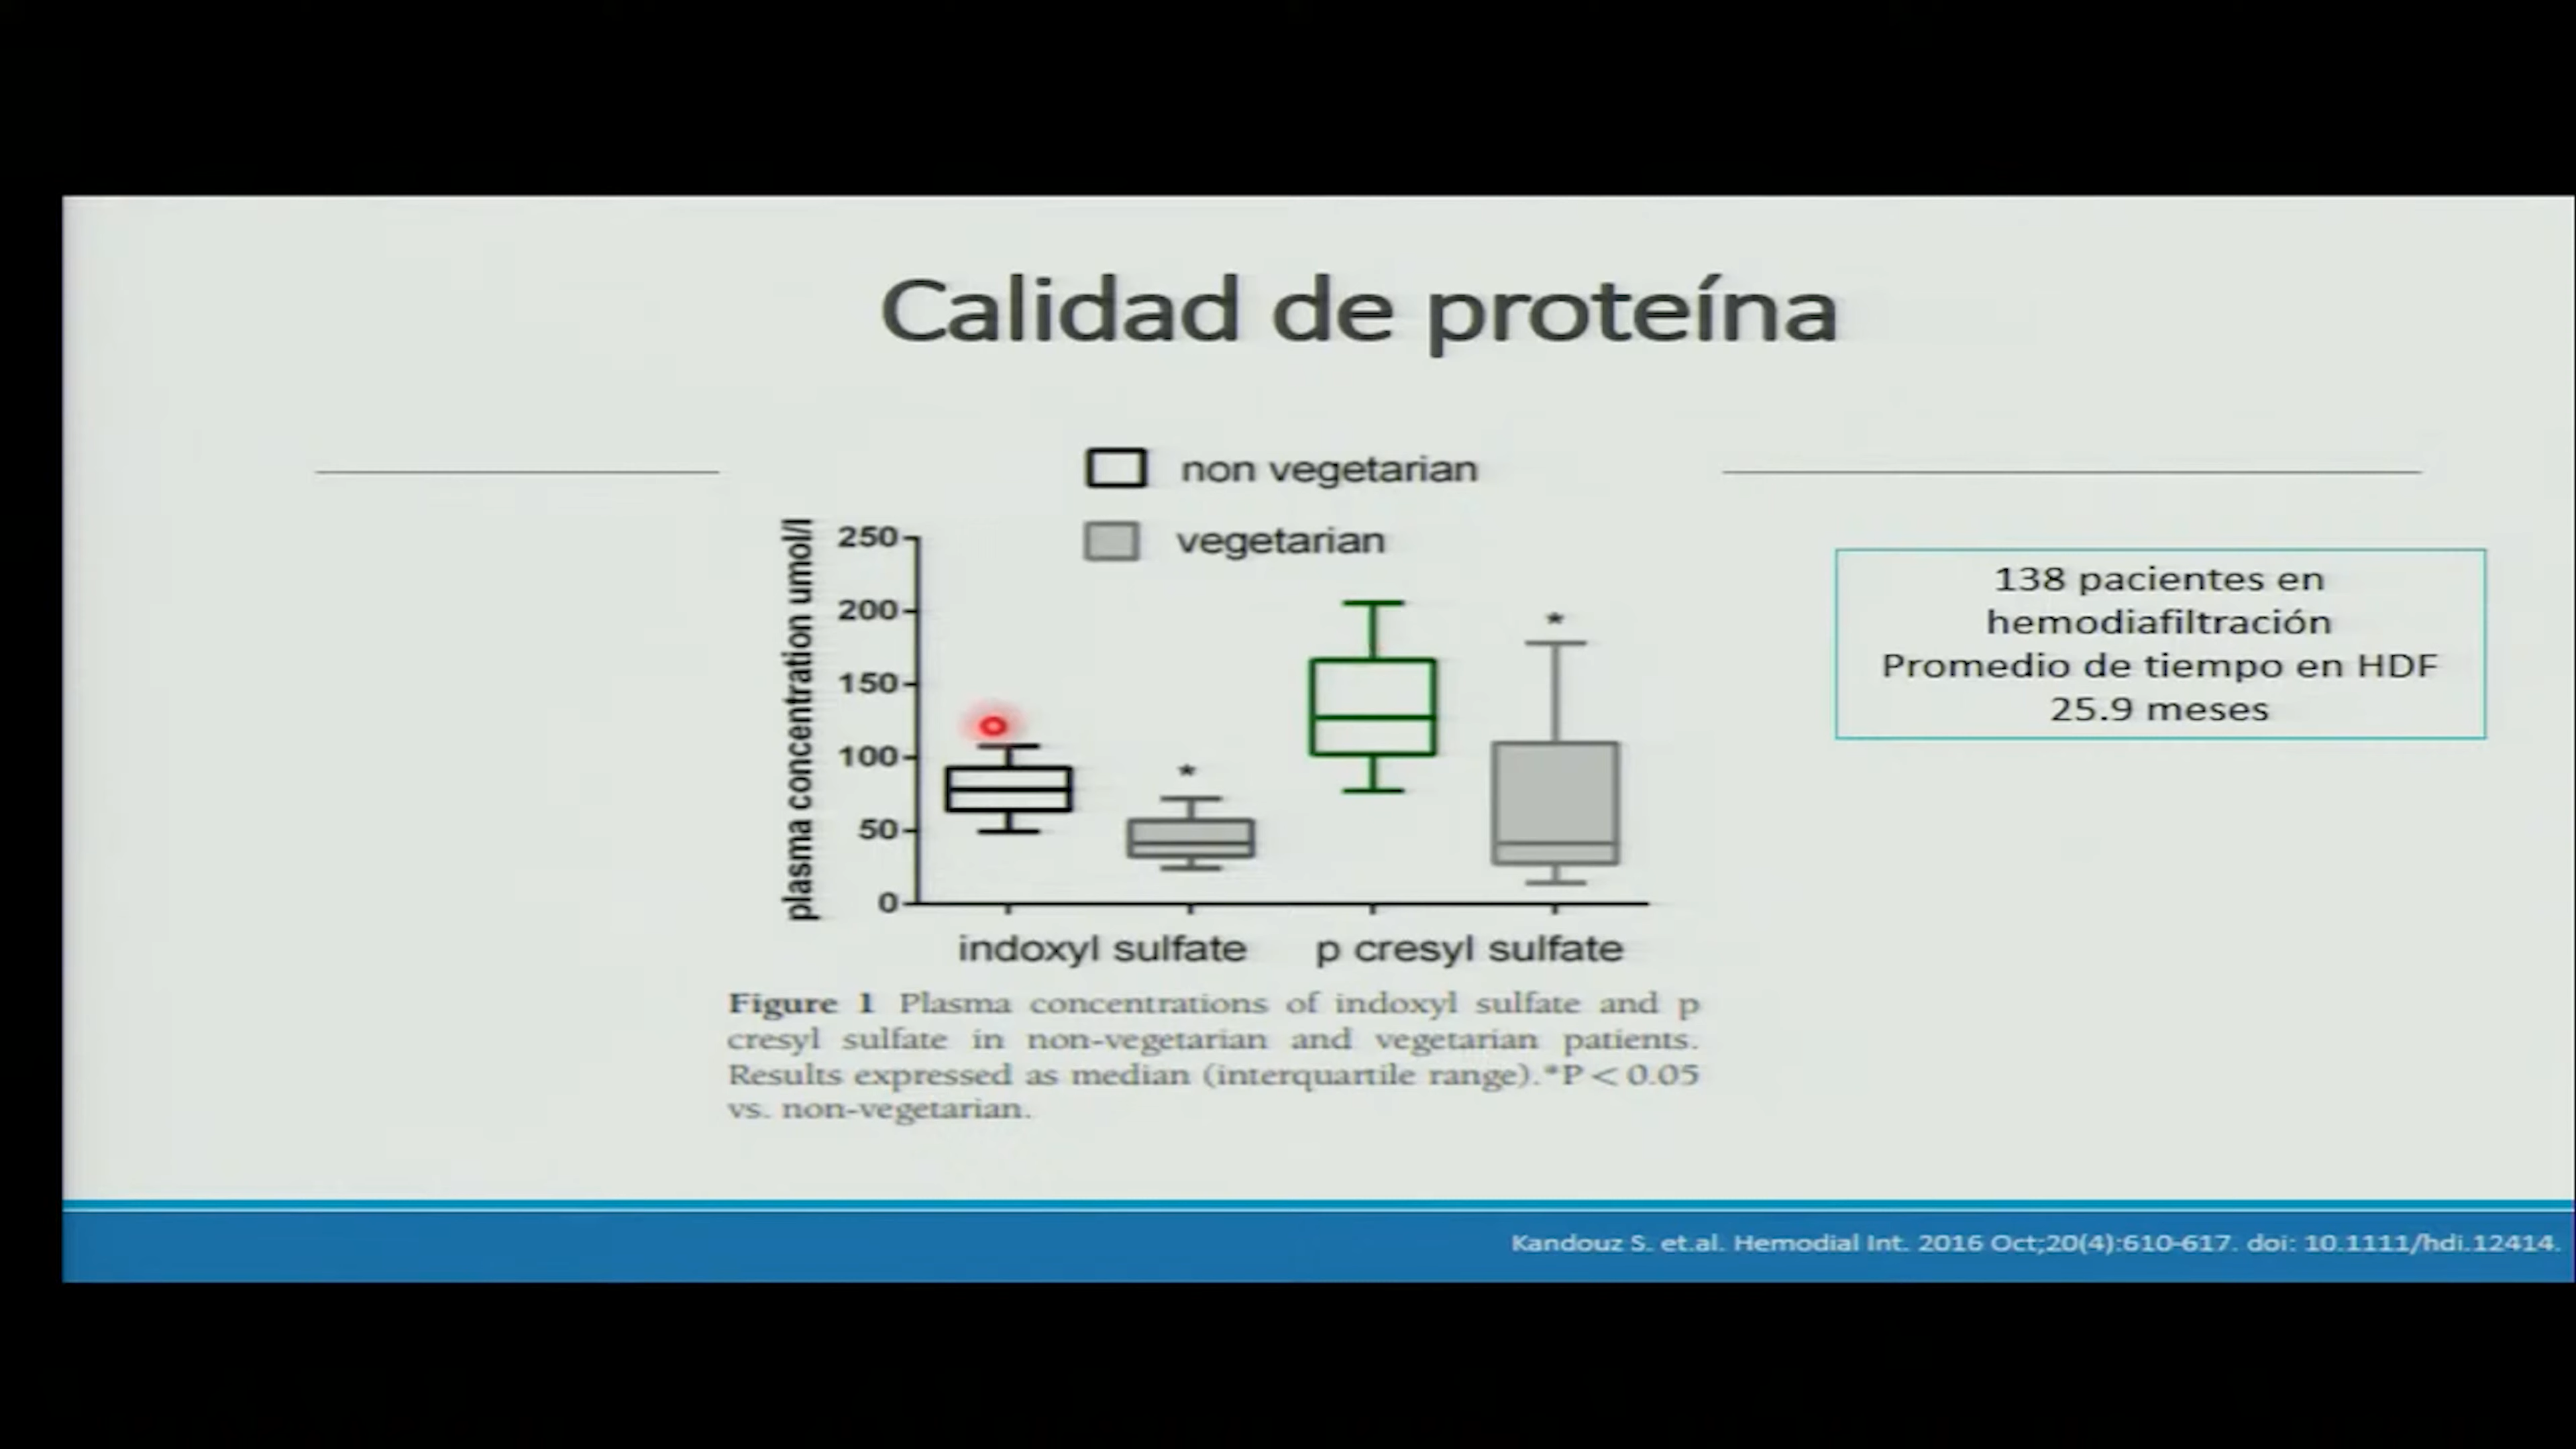 Calidad de proteína
non vegetarian
vegetarian
plasma concentration umol/l
250
200
150
100
50
0
*
*
indoxyl sulfate
p cresyl sulfate
Figure 1 Plasma concentrations of indoxyl sulfate and p
cresyl sulfate in non-vegetarian and vegetarian patients.
Results expressed as median (interquartile range).*P < 0.05
vs. non-vegetarian.
138 pacientes en
hemodiafiltración
Promedio de tiempo en HDF
25.9 meses
Kandouz S. et.al. Hemodial Int. 2016 Oct;20(4):610-617. doi: 10.1111/hdi.12414.